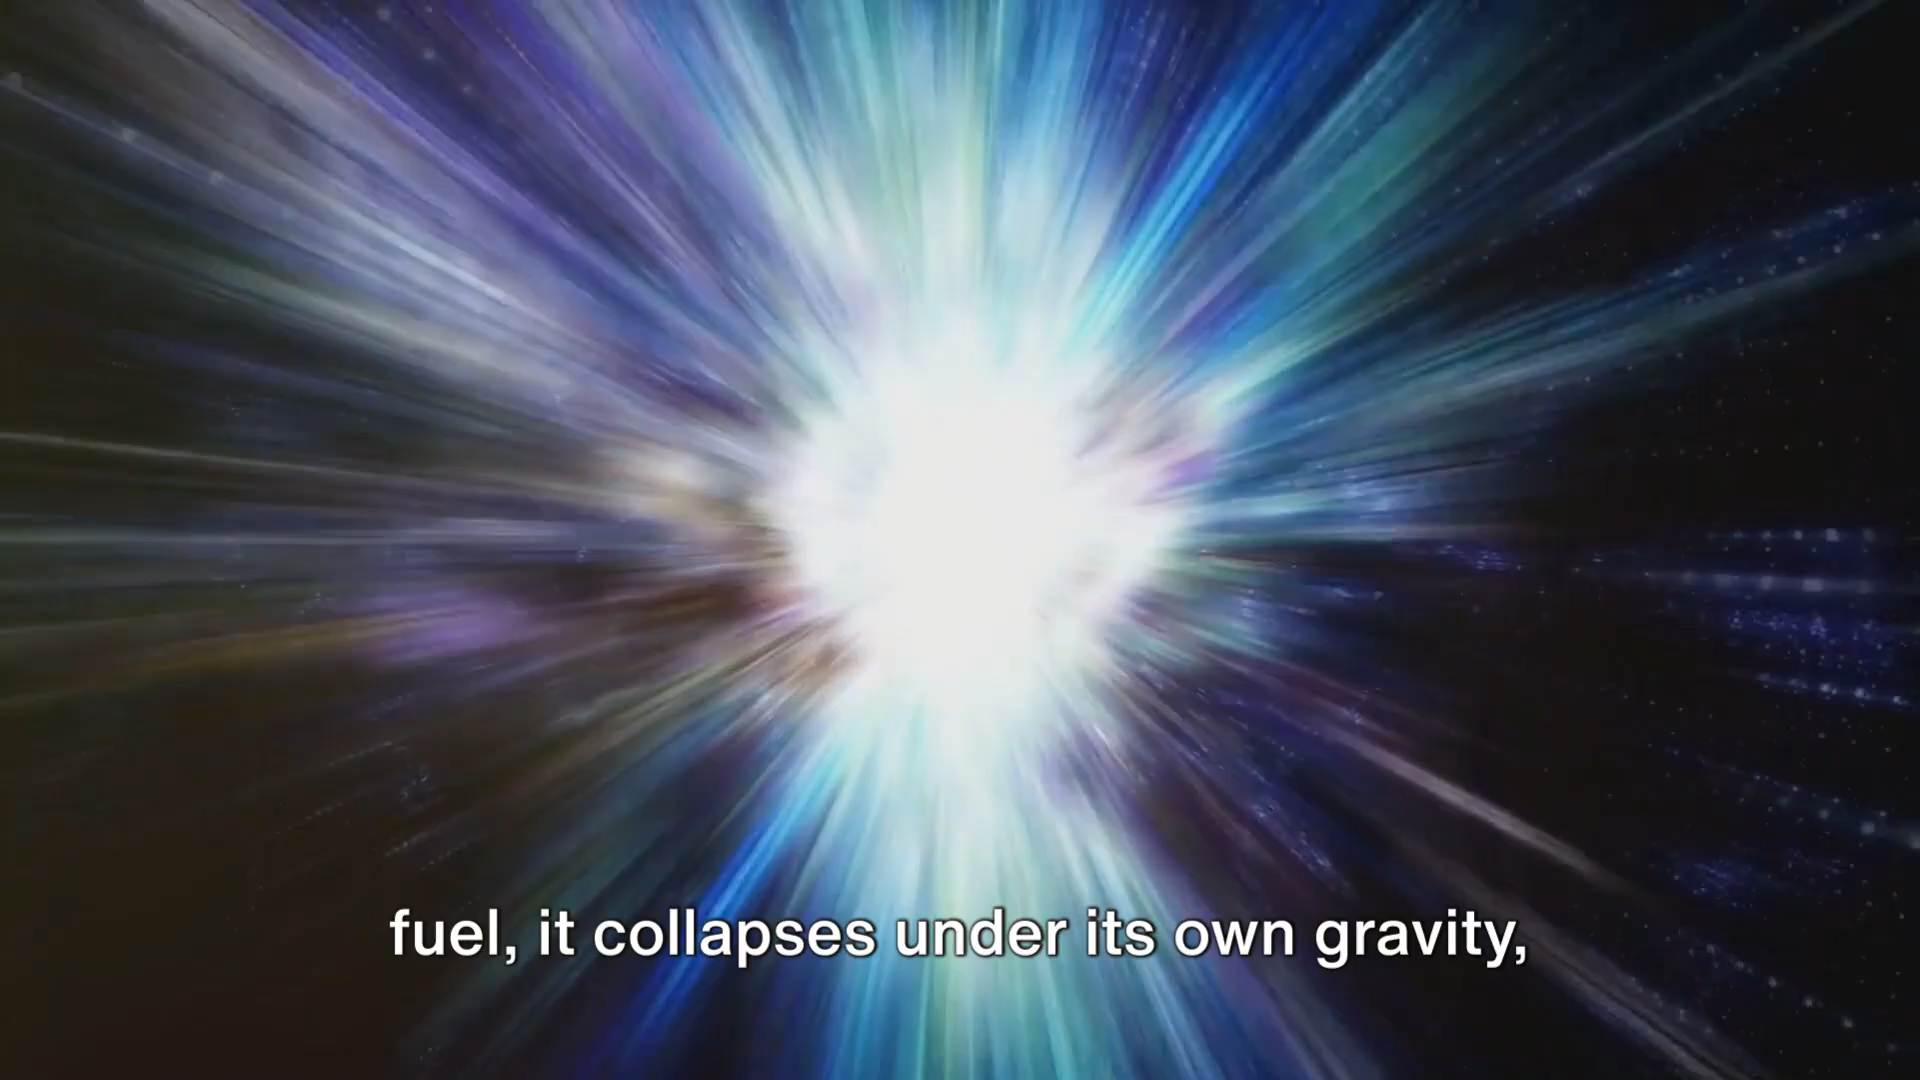 fuel, it collapses under its own gravity,